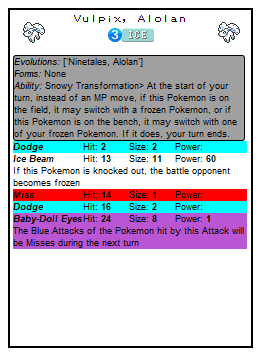 Vulpix, Alolan
3 ICE
Evolutions: ['Ninetales, Alolan']
Forms: None
Ability: Snowy Transformation> At the start of your
turn, instead of an MP move, if this Pokemon is on
the field, it may switch with a frozen Pokemon, or if
this Pokemon is on the bench, it may switch with one
of your frozen Pokemon. If it does, your turn ends.
Dodge Hit: 2 Size: 2 Power:
Ice Beam Hit: 13 Size: 11 Power: 60
If this Pokemon is knocked out, the battle opponent
becomes frozen
Miss Hit: 14 Size: 1 Power:
Dodge Hit: 16 Size: 2 Power:
Baby-Doll Eyes Hit: 24 Size: 8 Power: 1
The Blue Attacks of the Pokemon hit by this Attack will
be Misses during the next turn